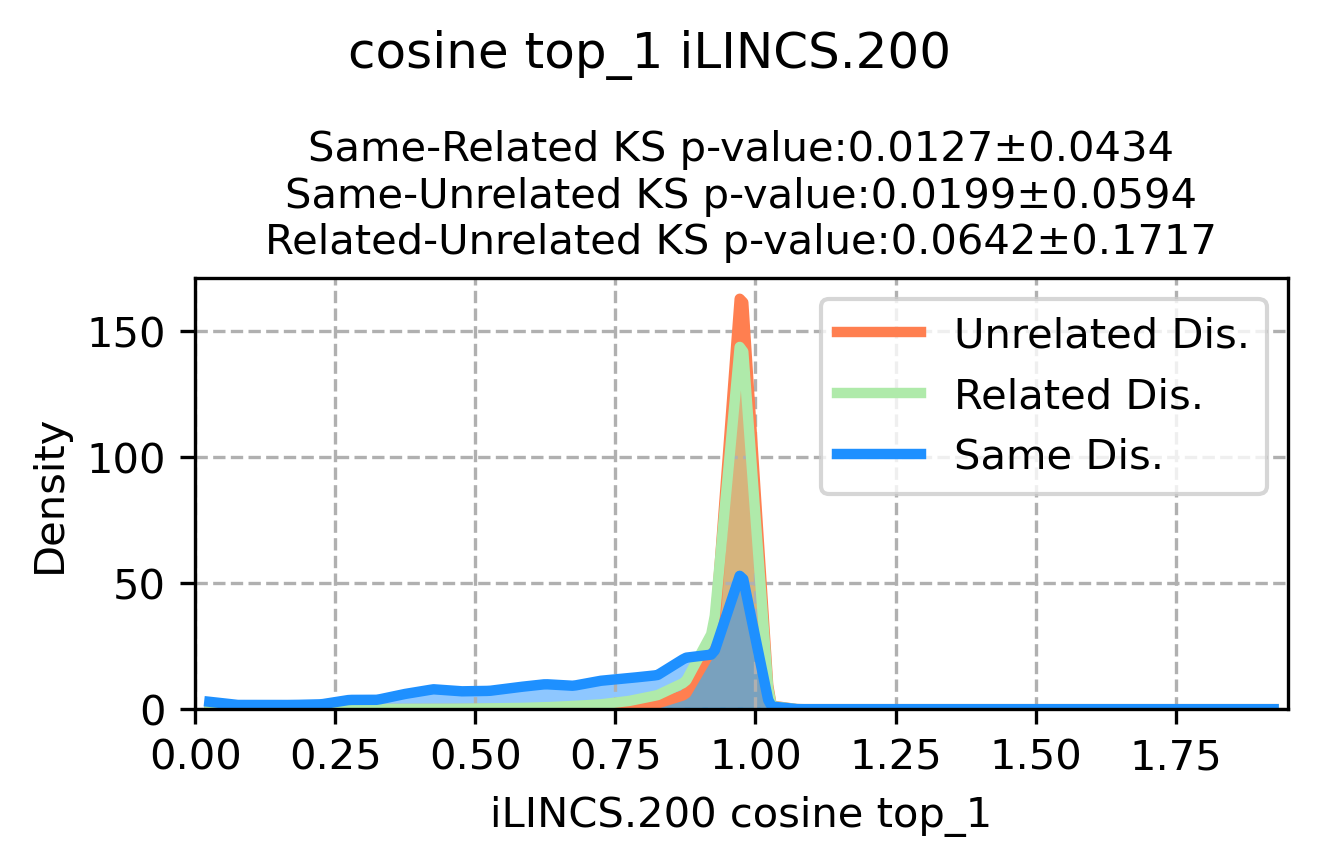 cosine top_1 iLINCS.200
Same-Related KS p-value:0.0127±0.0434
Same-Unrelated KS p-value:0.0199±0.0594
Related-Unrelated KS p-value:0.0642±0.1717
Density
150
100
50
0
Unrelated Dis.
Related Dis.
Same Dis.
0.00 0.25 0.50 0.75 1.00 1.25 1.50 1.75
iLINCS.200 cosine top_1